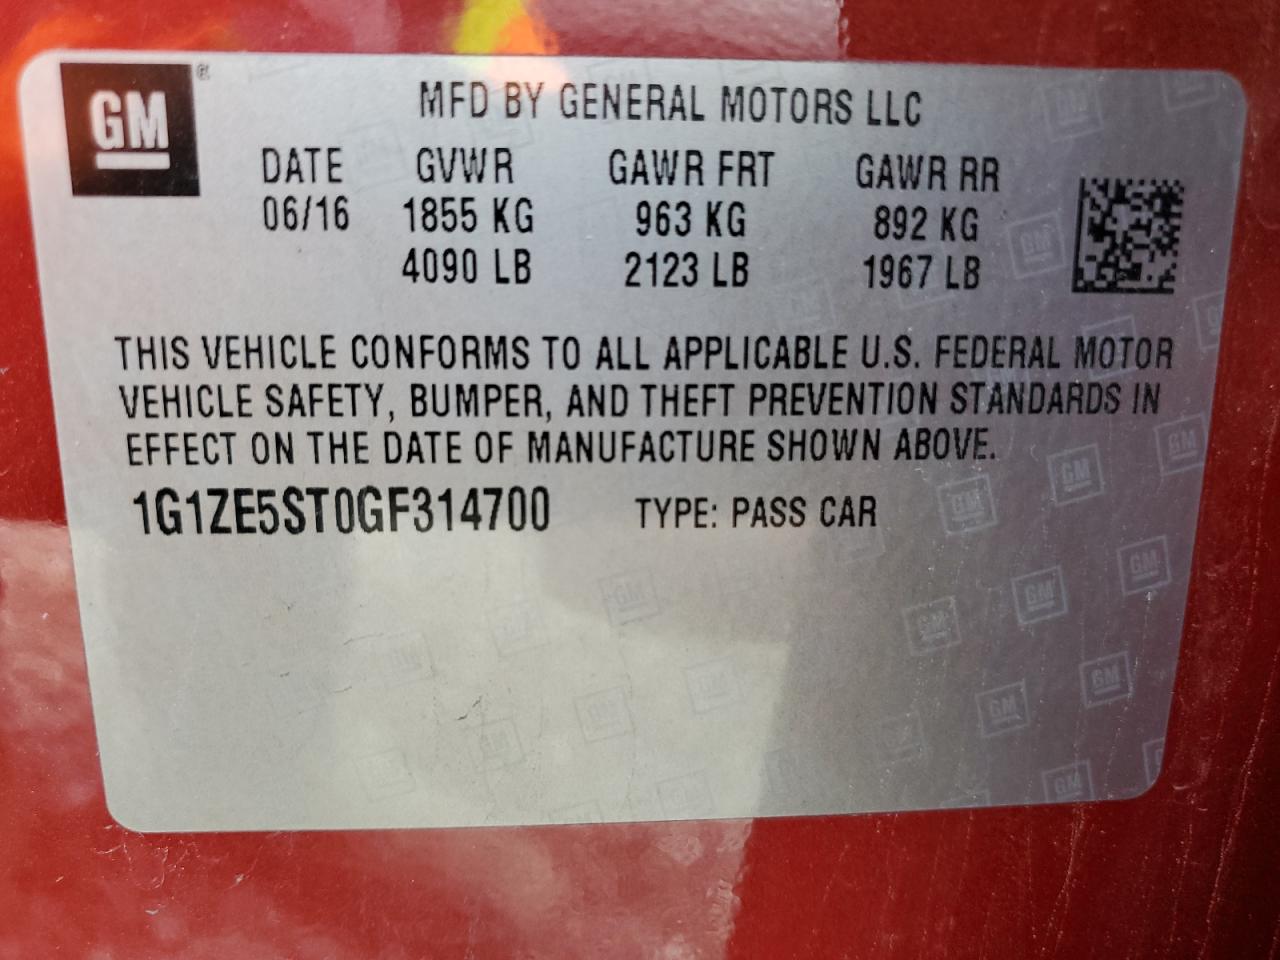 GM
MFD BY GENERAL MOTORS LLC
DATE GVWR GAWR FRT GAWR RR
06/16 1855 KG 963 KG 892 KG
4090 LB 2123 LB 1967 LB
THIS VEHICLE CONFORMS TO ALL APPLICABLE U.S. FEDERAL MOTOR
VEHICLE SAFETY, BUMPER, AND THEFT PREVENTION STANDARDS IN
EFFECT ON THE DATE OF MANUFACTURE SHOWN ABOVE.
1G1ZE5ST0GF314700 TYPE: PASS CAR